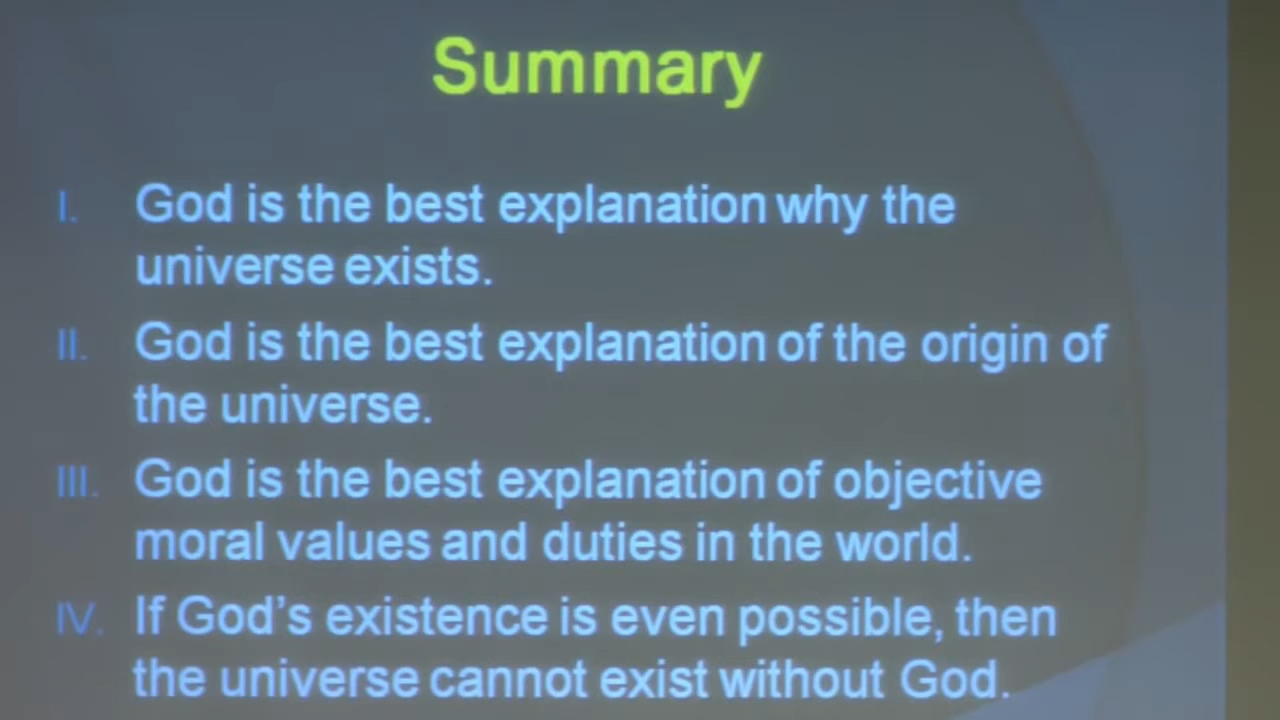 Summary
I. God is the best explanation why the
universe exists.
II. God is the best explanation of the origin of
the universe.
III. God is the best explanation of objective
moral values and duties in the world.
IV. If God’s existence is even possible, then
the universe cannot exist without God.